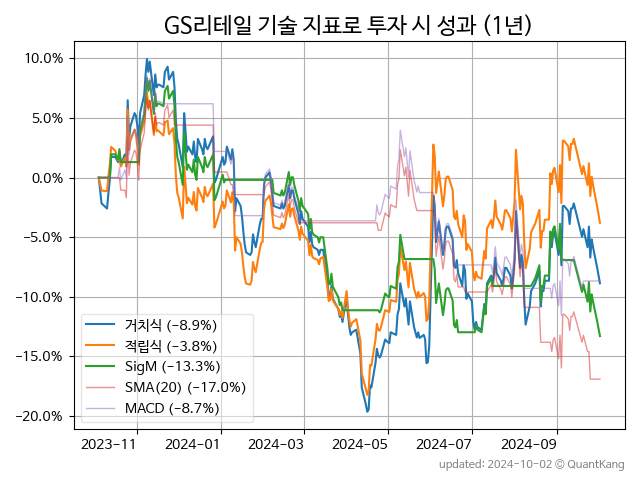 GS리테일 기술 지표로 투자 시 성과 (1년)
10.0%
5.0%
0.0%
−5.0%
−10.0%
−15.0%
−20.0%
거치식 (−8.9%)
적립식 (−3.8%)
SigM (−13.3%)
SMA(20) (−17.0%)
MACD (−8.7%)
2023-11 2024-01 2024-03 2024-05 2024-07 2024-09
updated: 2024-10-02 © QuantKang